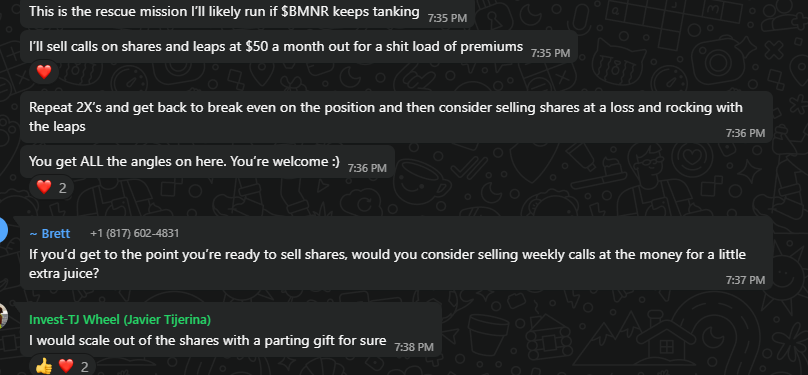 This is the rescue mission I'll likely run if $BMNR keeps tanking 7:35 PM
I'll sell calls on shares and leaps at $50 a month out for a shit load of premiums 7:35 PM
❤️
Repeat 2X's and get back to break even on the position and then consider selling shares at a loss and rocking with
the leaps
7:36 PM
You get ALL the angles on here. You're welcome :) 7:36 PM
❤️ 2
~ Brett +1 (817) 602-4831
If you'd get to the point you're ready to sell shares, would you consider selling weekly calls at the money for a little
extra juice?
7:37 PM
Invest-TJ Wheel (Javier Tijerina)
I would scale out of the shares with a parting gift for sure 7:38 PM
👍❤️ 2